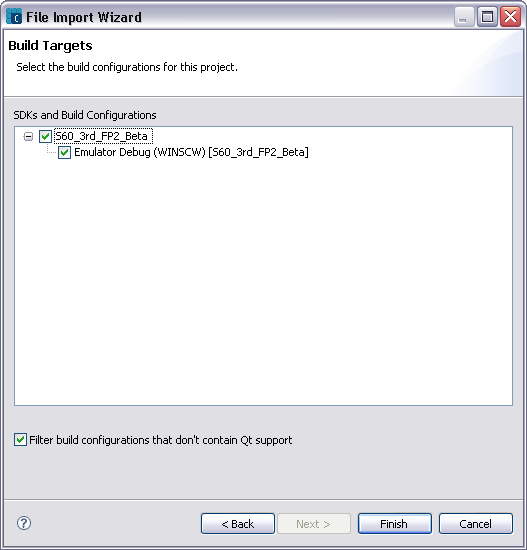 File Import Wizard
Build Targets
Select the build configurations for this project.
SDKs and Build Configurations
S60_3rd_FP2_Beta
Emulator Debug (WINSCW) [S60_3rd_FP2_Beta]
Filter build configurations that don't contain Qt support
< Back Next > Finish Cancel